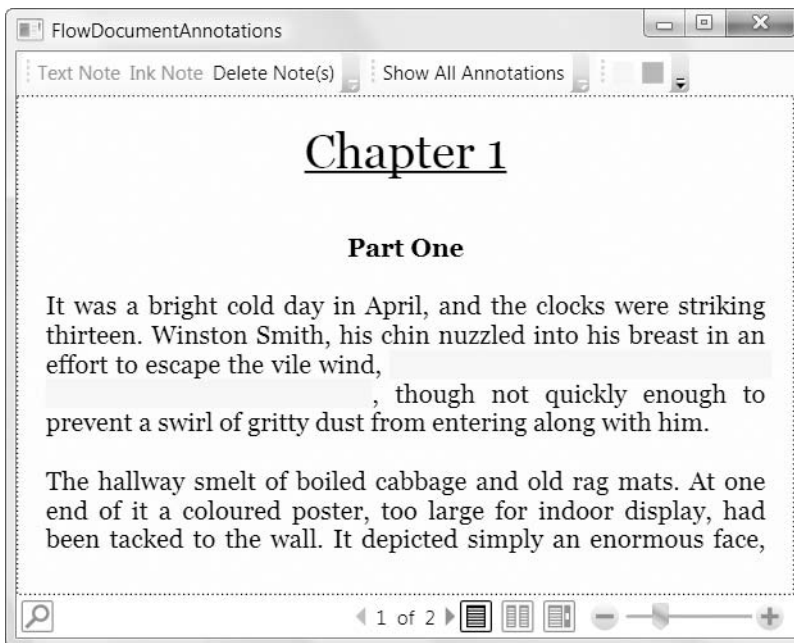 FlowDocumentAnnotations
Text Note Ink Note Delete Note(s) Show All Annotations
Chapter 1
Part One
It was a bright cold day in April, and the clocks were striking
thirteen. Winston Smith, his chin nuzzled into his breast in an
effort to escape the vile wind,
, though not quickly enough to
prevent a swirl of gritty dust from entering along with him.
The hallway smelt of boiled cabbage and old rag mats. At one
end of it a coloured poster, too large for indoor display, had
been tacked to the wall. It depicted simply an enormous face,
1 of 2